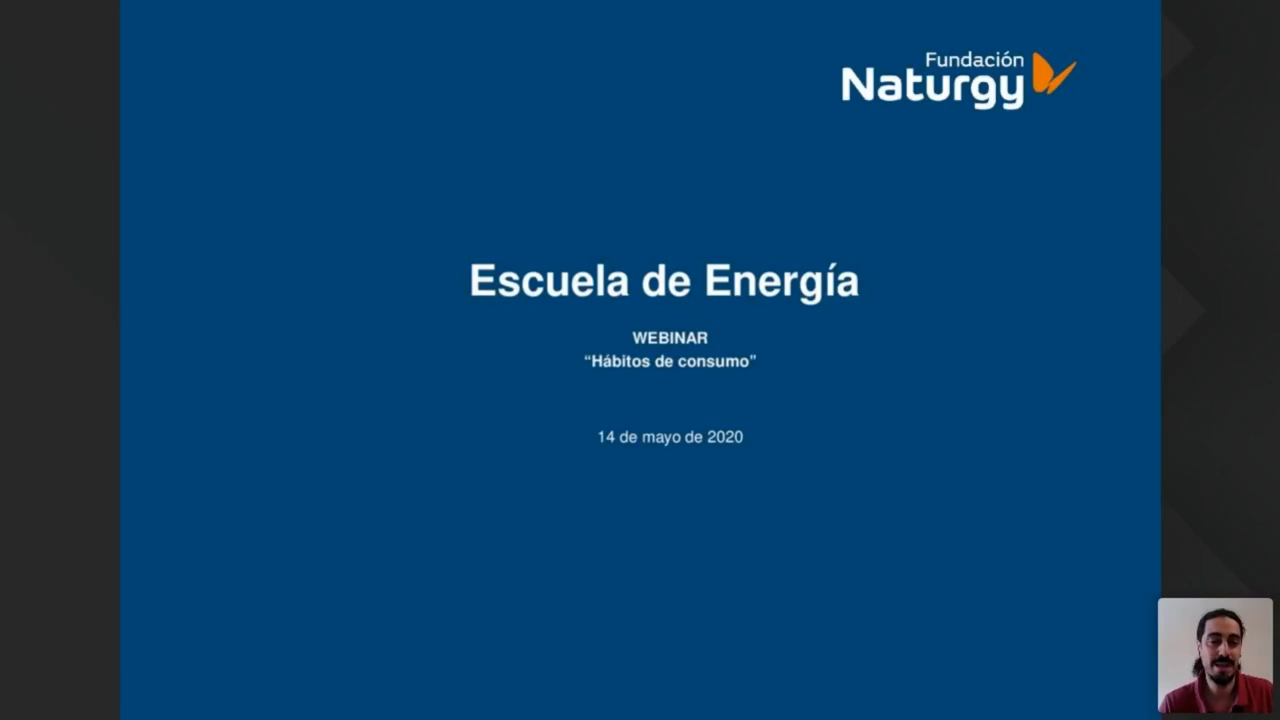 Fundación
Naturgy
Escuela de Energía
WEBINAR
“Hábitos de consumo”
14 de mayo de 2020